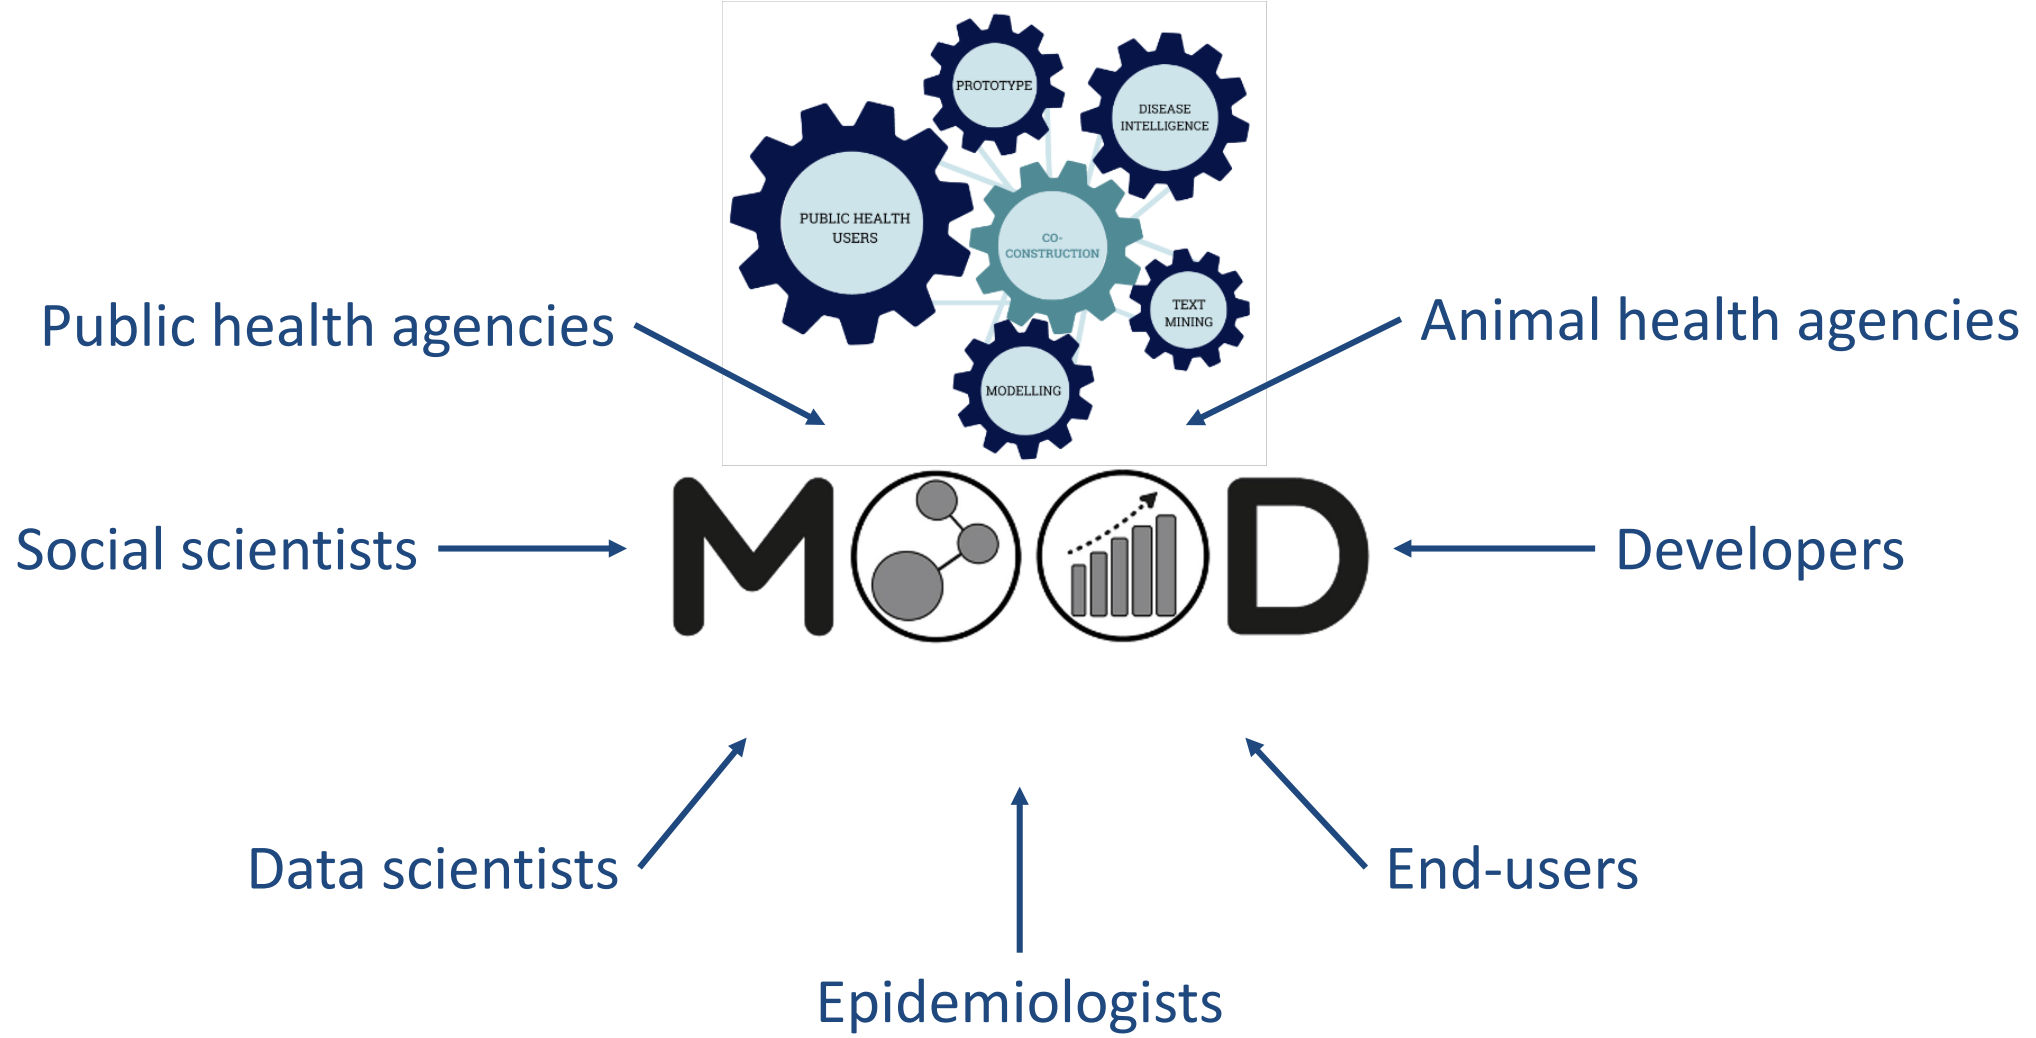 PROTOTYPE
DISEASE
INTELLIGENCE
PUBLIC HEALTH
USERS
CO-
CONSTRUCTION
TEXT
MINING
MODELLING
Public health agencies
Animal health agencies
MOOD
Social scientists
Developers
Data scientists
End-users
Epidemiologists